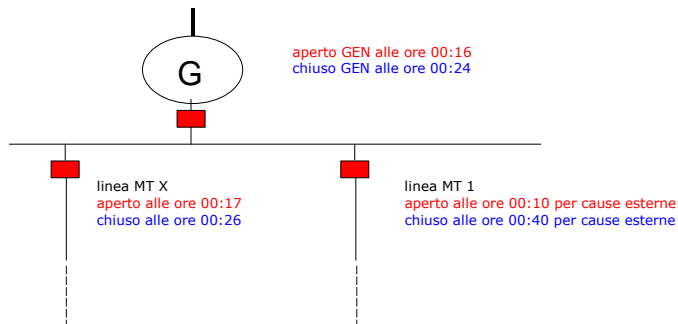 G
aperto GEN alle ore 00:16
chiuso GEN alle ore 00:24
linea MT X
aperto alle ore 00:17
chiuso alle ore 00:26
linea MT 1
aperto alle ore 00:10 per cause esterne
chiuso alle ore 00:40 per cause esterne